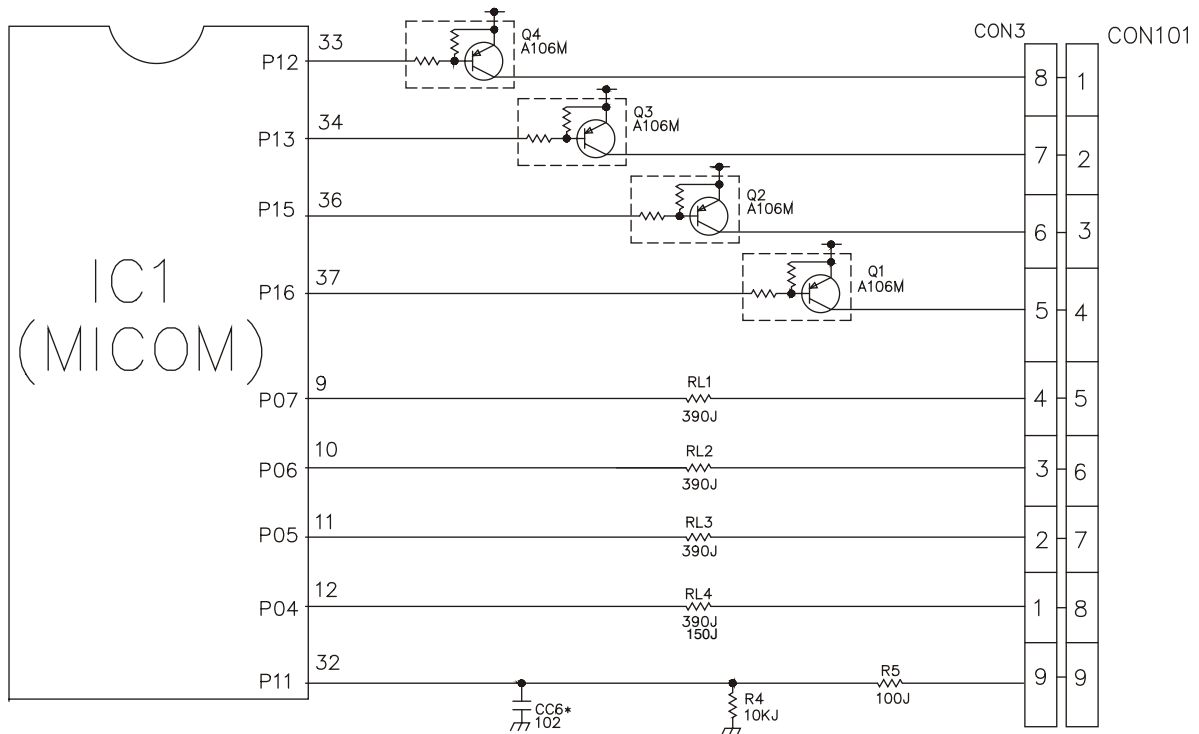 CON3
CON101
IC1
(MICOM)
P12
33
Q4
A106M
8
1
P13
34
Q3
A106M
7
2
P15
36
Q2
A106M
6
3
P16
37
Q1
A106M
5
4
P07
9
RL1
390J
4
5
P06
10
RL2
390J
3
6
P05
11
RL3
390J
2
7
P04
12
RL4
390J
150J
1
8
P11
32
CC6*
102
R4
10KJ
R5
100J
9
9